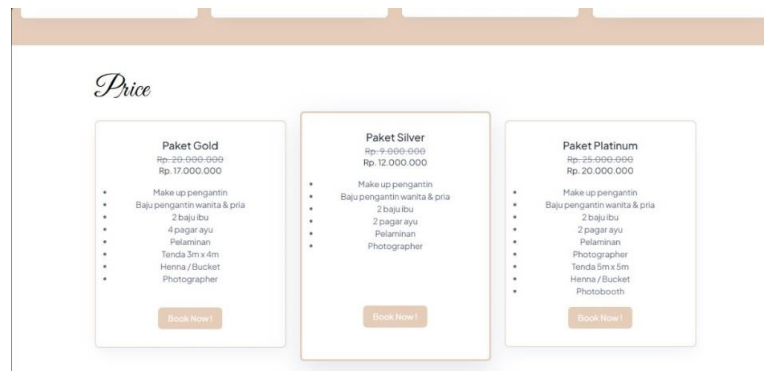 Price
Paket Gold
Rp. 20.000.000
Rp. 17.000.000
Make up pengantin
Baju pengantin wanita & pria
2 baju ibu
4 pagar ayu
Pelaminan
Tenda 3m x 4m
Henna / Bucket
Photographer
Book Now!
Paket Silver
Rp. 9.000.000
Rp. 12.000.000
Make up pengantin
Baju pengantin wanita & pria
2 baju ibu
2 pagar ayu
Pelaminan
Photographer
Book Now!
Paket Platinum
Rp. 25.000.000
Rp. 20.000.000
Make up pengantin
Baju pengantin wanita & pria
2 baju ibu
2 pagar ayu
Pelaminan
Photographer
Tenda 5m x 5m
Henna / Bucket
Photobooth
Book Now!